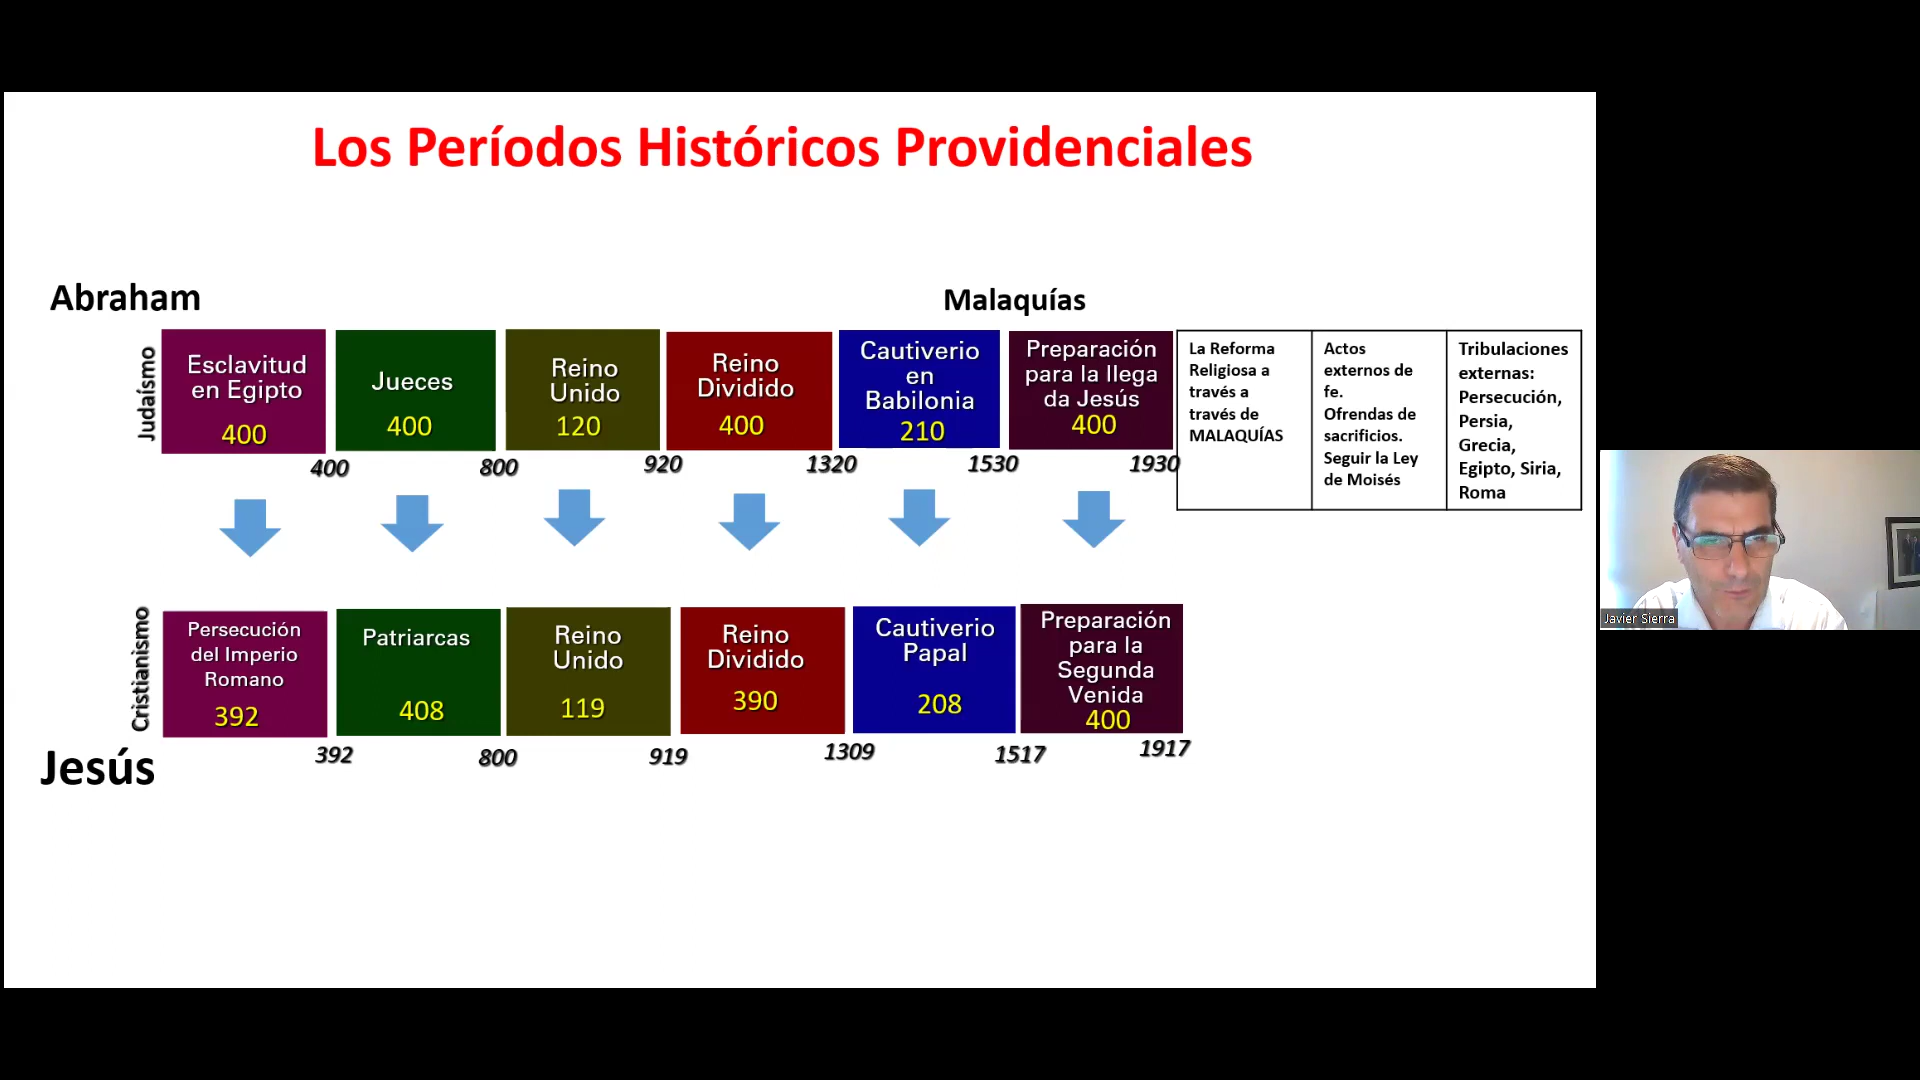 Los Períodos Históricos Providenciales
Abraham
Malaquías
Judaísmo
Esclavitud
en Egipto
400
Jueces
400
Reino
Unido
120
Reino
Dividido
400
Cautiverio
en
Babilonia
210
Preparación
para la llega
da Jesús
400
La Reforma
Religiosa a
través a
través de
MALAQUÍAS
Actos
externos de
fe.
Ofrendas de
sacrificios.
Seguir la Ley
de Moisés
Tribulaciones
externas:
Persecución,
Persia,
Grecia,
Egipto, Siria,
Roma
400
800
920
1320
1530
1930
Cristianismo
Persecución
del Imperio
Romano
392
Patriarcas
408
Reino
Unido
119
Reino
Dividido
390
Cautiverio
Papal
208
Preparación
para la
Segunda
Venida
400
392
800
919
1309
1517
1917
Jesús
Javier Sierra